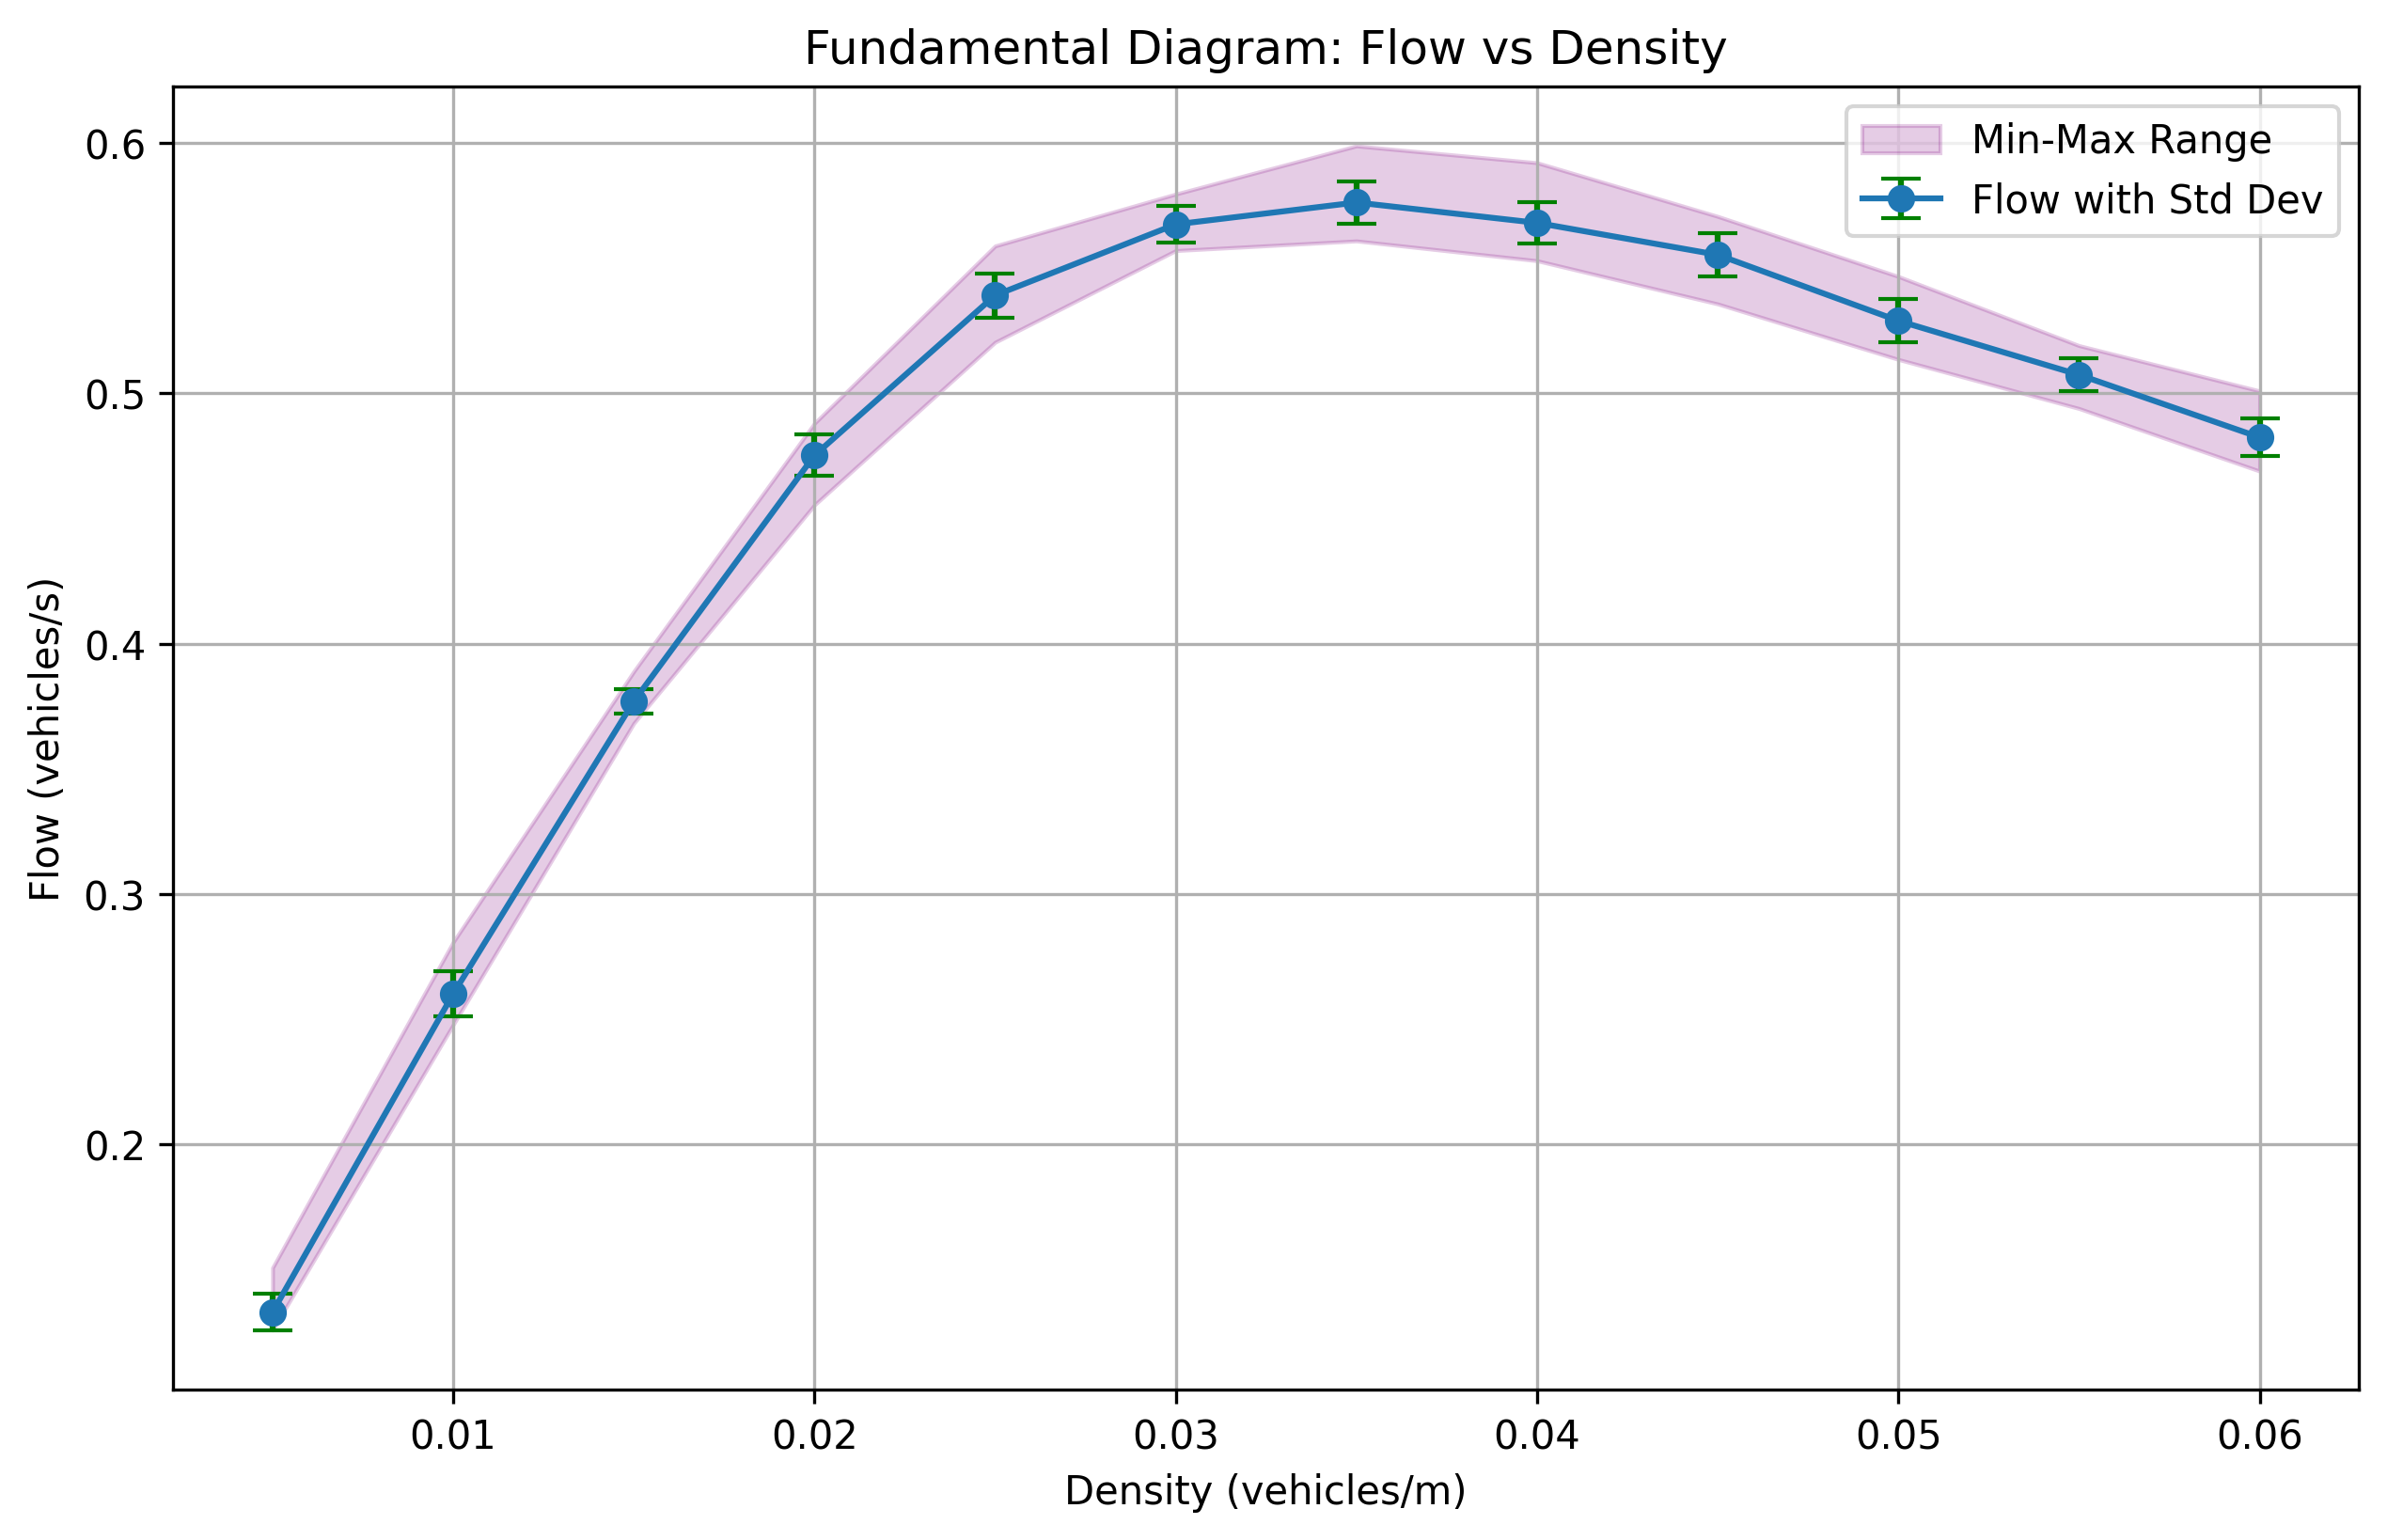 Fundamental Diagram: Flow vs Density
Min-Max Range
Flow with Std Dev
0.6
0.5
0.4
0.3
0.2
Flow (vehicles/s)
0.01 0.02 0.03 0.04 0.05 0.06
Density (vehicles/m)